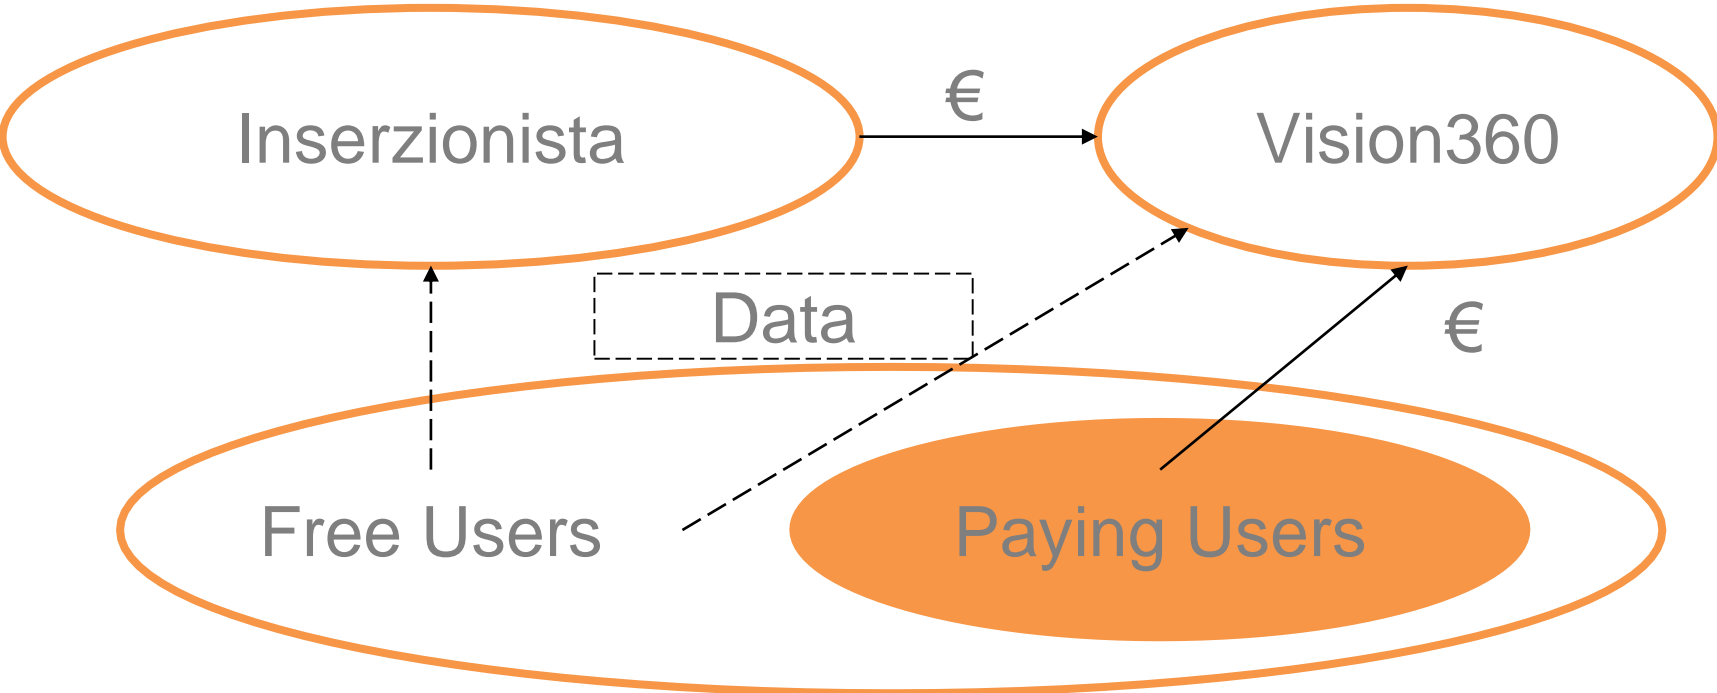 Inserzionista
€
Vision360
Data
€
Free Users
Paying Users